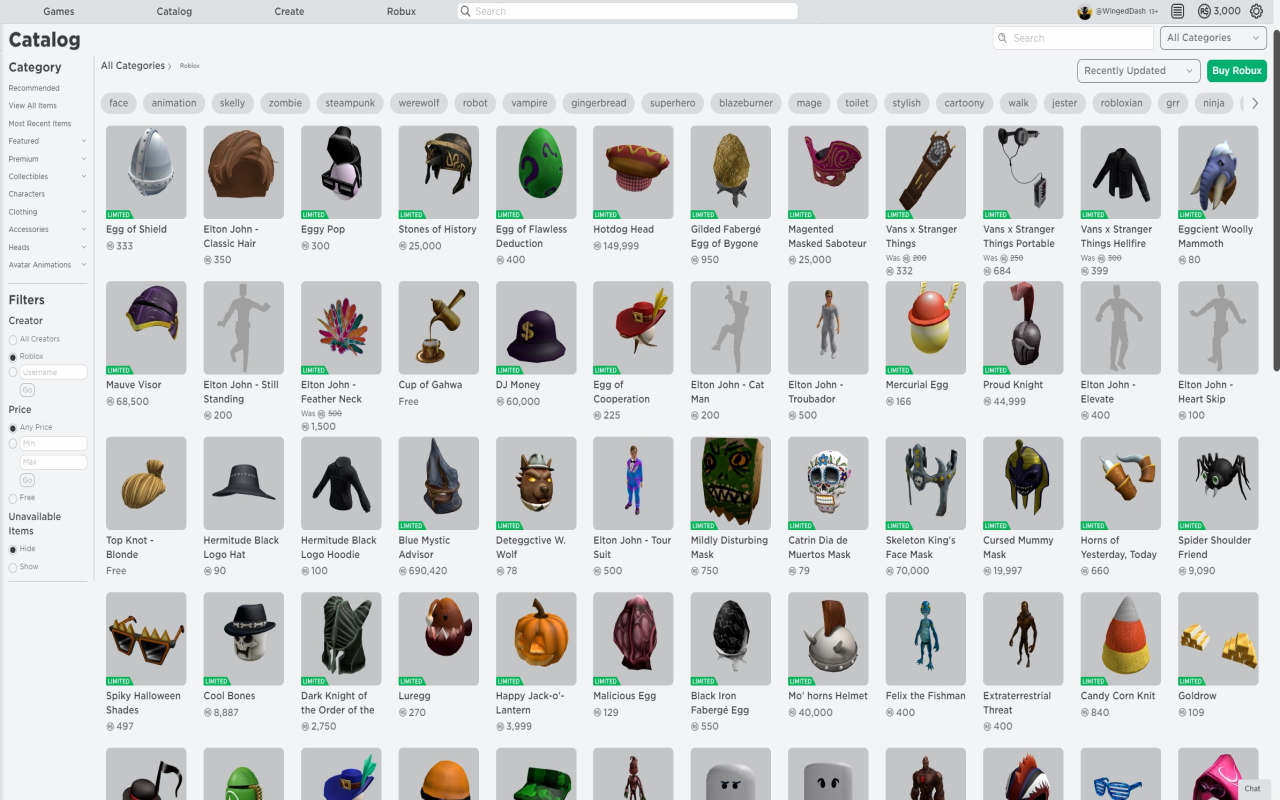 Games Catalog Create Robux Search @WingedDash 13+ 3,000
Catalog
Search All Categories
Category
All Categories > Roblox
Recently Updated Buy Robux
Recommended
View All Items
Most Recent Items
Featured
Premium
Collectibles
Characters
Clothing
Accessories
Heads
Avatar Animations
Filters
Creator
All Creators
Roblox
Username
Go
Price
Any Price
Min
Max
Go
Free
Unavailable
Items
Hide
Show
face animation skelly zombie steampunk werewolf robot vampire gingerbread superhero blazeburner mage toilet stylish cartoony walk jester robloxian grr ninja
LIMITED
Egg of Shield
333
Elton John -
Classic Hair
350
LIMITED
Eggy Pop
300
LIMITED
Stones of History
25,000
LIMITED
Egg of Flawless
Deduction
400
LIMITED
Hotdog Head
149,999
LIMITED
Gilded Fabergé
Egg of Bygone
950
LIMITED
Magented
Masked Saboteur
25,000
LIMITED
Vans x Stranger
Things
Was 200
332
LIMITED
Vans x Stranger
Things Portable
Was 250
684
LIMITED
Vans x Stranger
Things Hellfire
Was 300
399
LIMITED
Eggcient Woolly
Mammoth
80
LIMITED
Mauve Visor
68,500
Elton John - Still
Standing
200
LIMITED
Elton John -
Feather Neck
Was 500
1,500
Cup of Gahwa
Free
LIMITED
DJ Money
60,000
LIMITED
Egg of
Cooperation
225
Elton John - Cat
Man
200
Elton John -
Troubador
500
LIMITED
Mercurial Egg
166
LIMITED
Proud Knight
44,999
Elton John -
Elevate
400
Elton John -
Heart Skip
100
Top Knot -
Blonde
Free
Hermitude Black
Logo Hat
90
Hermitude Black
Logo Hoodie
100
LIMITED
Blue Mystic
Advisor
690,420
LIMITED
Deteggctive W.
Wolf
78
Elton John - Tour
Suit
500
LIMITED
Mildly Disturbing
Mask
750
LIMITED
Catrin Dia de
Muertos Mask
79
LIMITED
Skeleton King's
Face Mask
70,000
LIMITED
Cursed Mummy
Mask
19,997
LIMITED
Horns of
Yesterday, Today
660
LIMITED
Spider Shoulder
Friend
9,090
LIMITED
Spiky Halloween
Shades
497
LIMITED
Cool Bones
8,887
LIMITED
Dark Knight of
the Order of the
2,750
LIMITED
Luregg
270
LIMITED
Happy Jack-o'-
Lantern
3,999
LIMITED
Malicious Egg
129
LIMITED
Black Iron
Fabergé Egg
550
LIMITED
Mo' horns Helmet
40,000
Felix the Fishman
400
Extraterrestrial
Threat
400
LIMITED
Candy Corn Knit
840
LIMITED
Goldrow
109
Chat